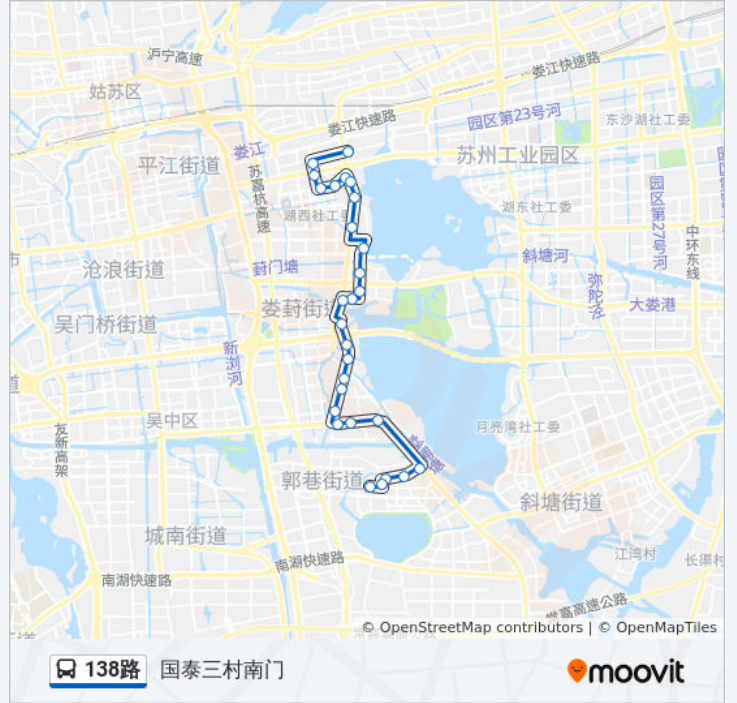 沪宁高速
娄江快速路
姑苏区
园区第23号河
东沙湖社工委
娄江快速路
娄江
平江街道
苏州工业园区
苏嘉杭高速
园区第27号河
湖西社工
湖东社工委
中环东线
沧浪街道
葑门塘
斜塘河
弥陀泾
娄葑街道
大娄港
吴门桥街道
新浏河
吴中区
友新高架
月亮湾社工委
郭巷街道
斜塘街道
城南街道
江湾村
南湖快速路
长渠村
南湖快速路
常嘉高速公路
© OpenStreetMap contributors | © OpenMapTiles
138路 国泰三村南门
moovit